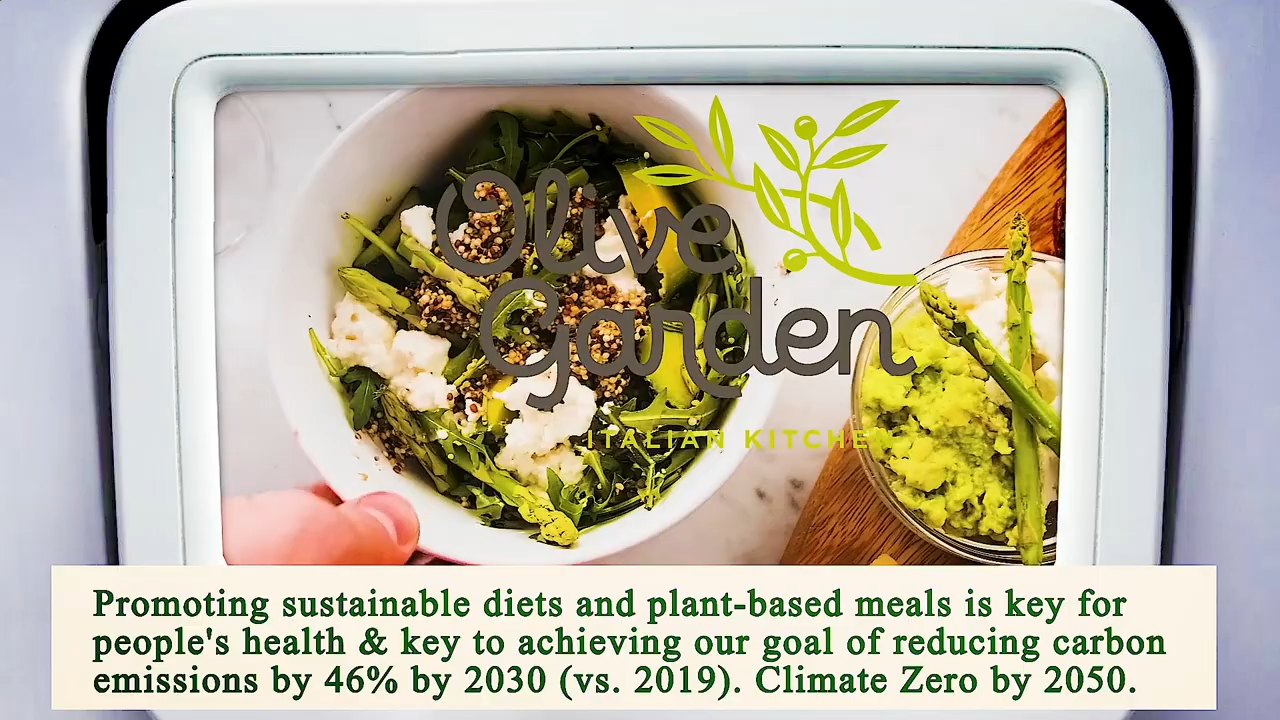 Olive
Garden
ITALIAN KITCHEN
Promoting sustainable diets and plant-based meals is key for
people's health & key to achieving our goal of reducing carbon
emissions by 46% by 2030 (vs. 2019). Climate Zero by 2050.